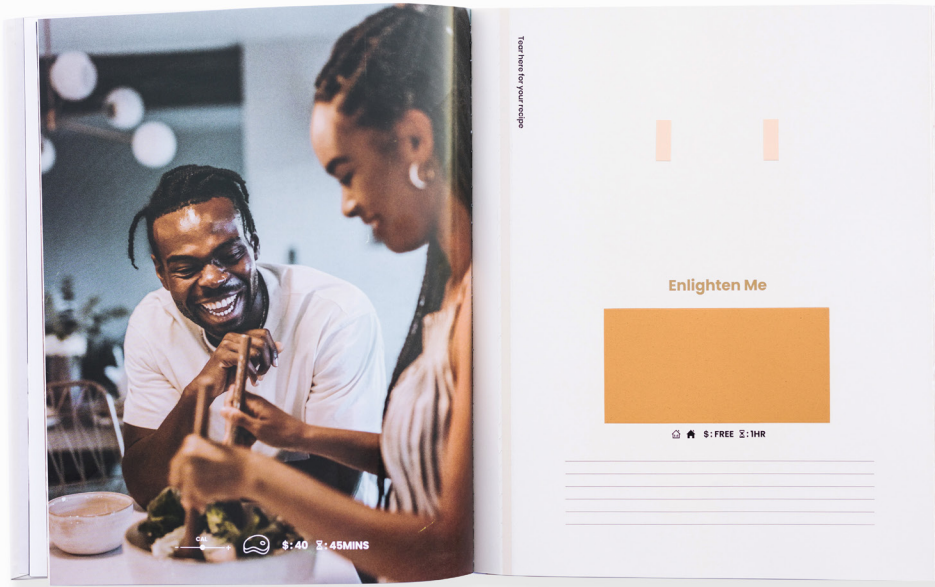 CAL
- +
$: 40 : 45MINS
Tear here for your recipe
Enlighten Me
$: FREE : 1HR